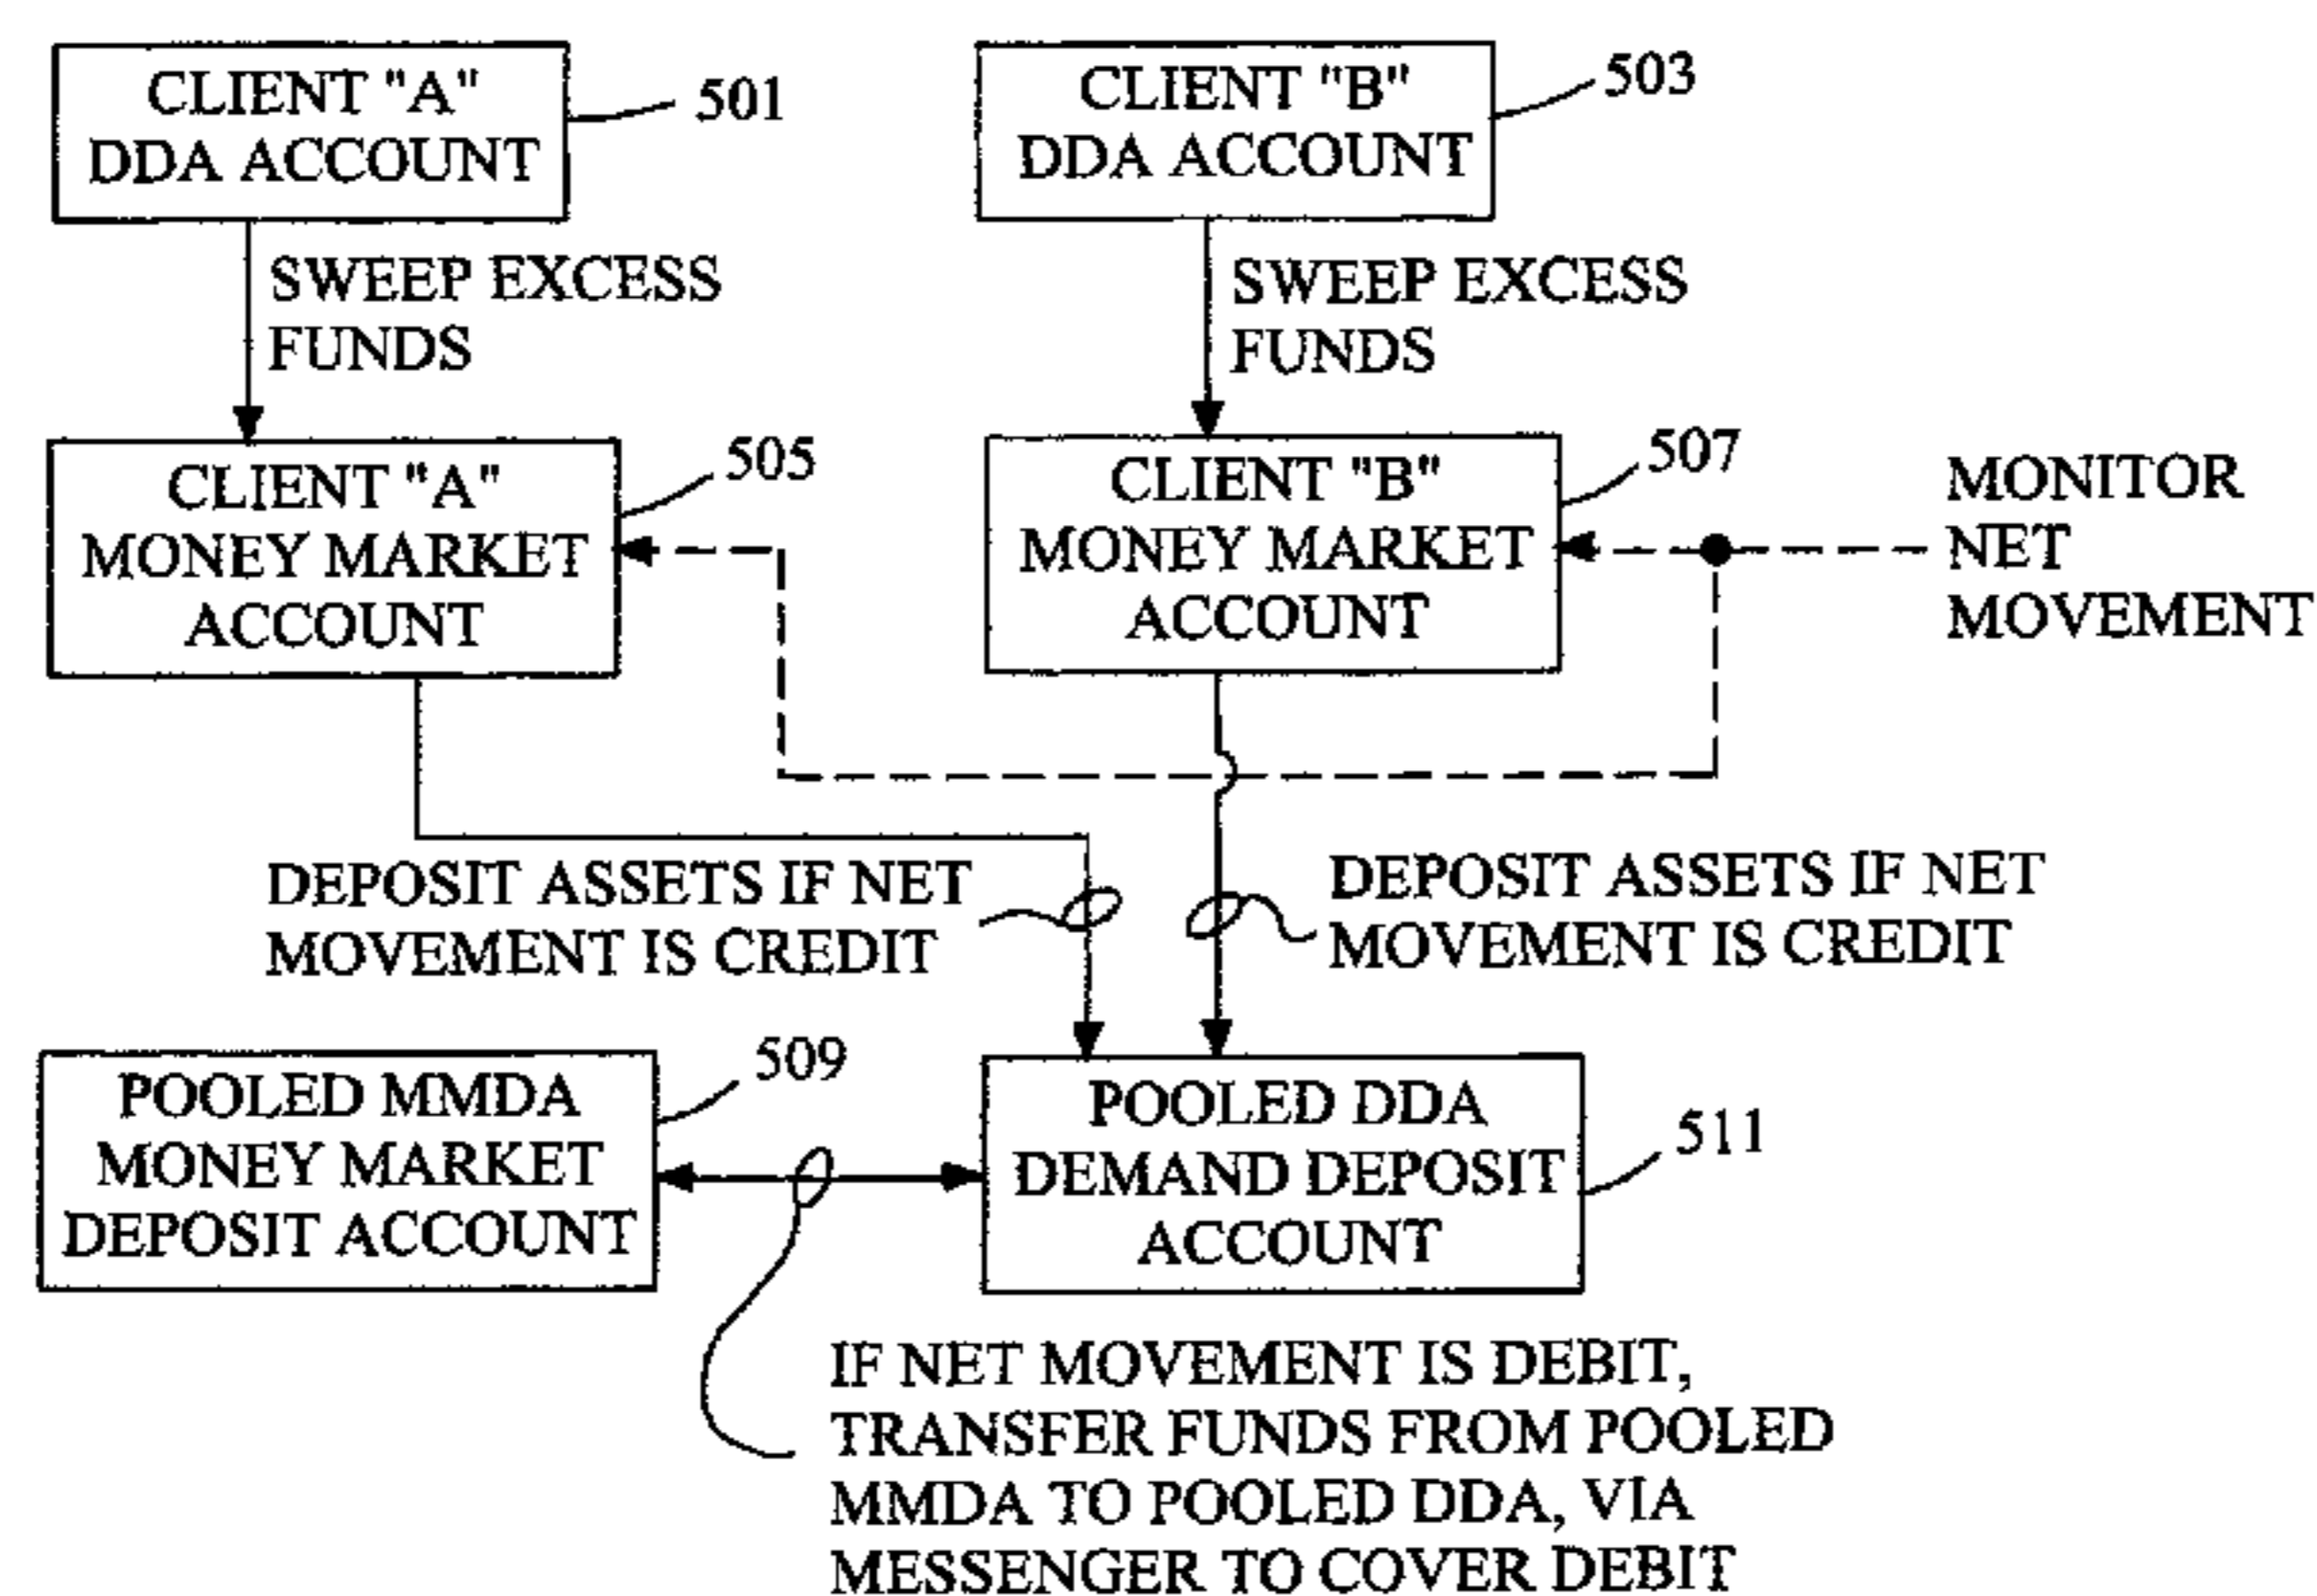 CLIENT "A"
DDA ACCOUNT
501
CLIENT "B"
DDA ACCOUNT
503
SWEEP EXCESS
FUNDS
SWEEP EXCESS
FUNDS
CLIENT "A"
MONEY MARKET
ACCOUNT
505
CLIENT "B"
MONEY MARKET
ACCOUNT
507
MONITOR
NET
MOVEMENT
DEPOSIT ASSETS IF NET
MOVEMENT IS CREDIT
DEPOSIT ASSETS IF NET
MOVEMENT IS CREDIT
POOLED MMDA
MONEY MARKET
DEPOSIT ACCOUNT
509
POOLED DDA
DEMAND DEPOSIT
ACCOUNT
511
IF NET MOVEMENT IS DEBIT,
TRANSFER FUNDS FROM POOLED
MMDA TO POOLED DDA, VIA
MESSENGER TO COVER DEBIT